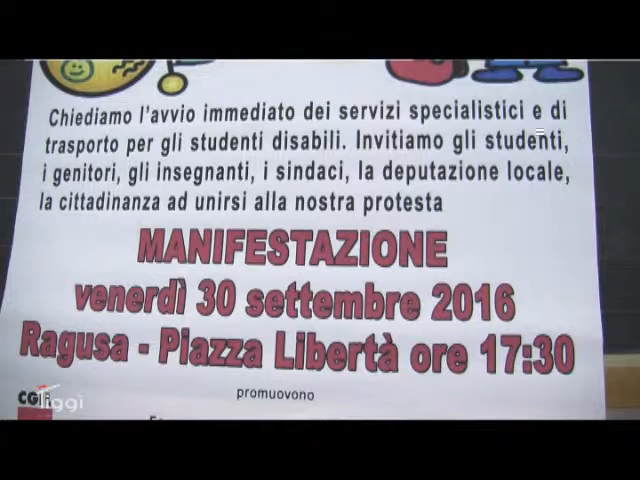 Chiediamo l'avvio immediato dei servizi specialistici e di
trasporto per gli studenti disabili. Invitiamo gli studenti,
i genitori, gli insegnanti, i sindaci, la deputazione locale,
la cittadinanza ad unirsi alla nostra protesta
MANIFESTAZIONE
venerdì 30 settembre 2016
Ragusa - Piazza Libertà ore 17:30
promuovono
CGIL
iggi